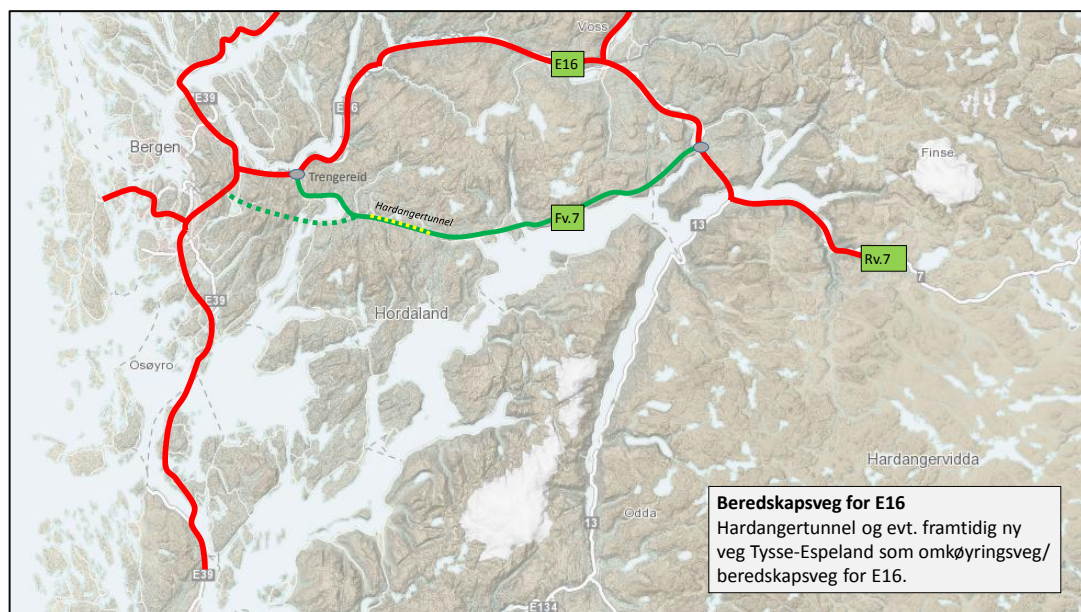 Voss
E16
E39
E16
Bergen
Finse
Trengereid
Hardangertunnel
Fv.7
13
Rv.7
7
E39
Hordaland
Osøyro
Hardangervidda
Odda
13
E39
E134
Beredskapsveg for E16
Hardangertunnel og evt. framtidig ny
veg Tysse-Espeland som omkøyringsveg/
beredskapsveg for E16.